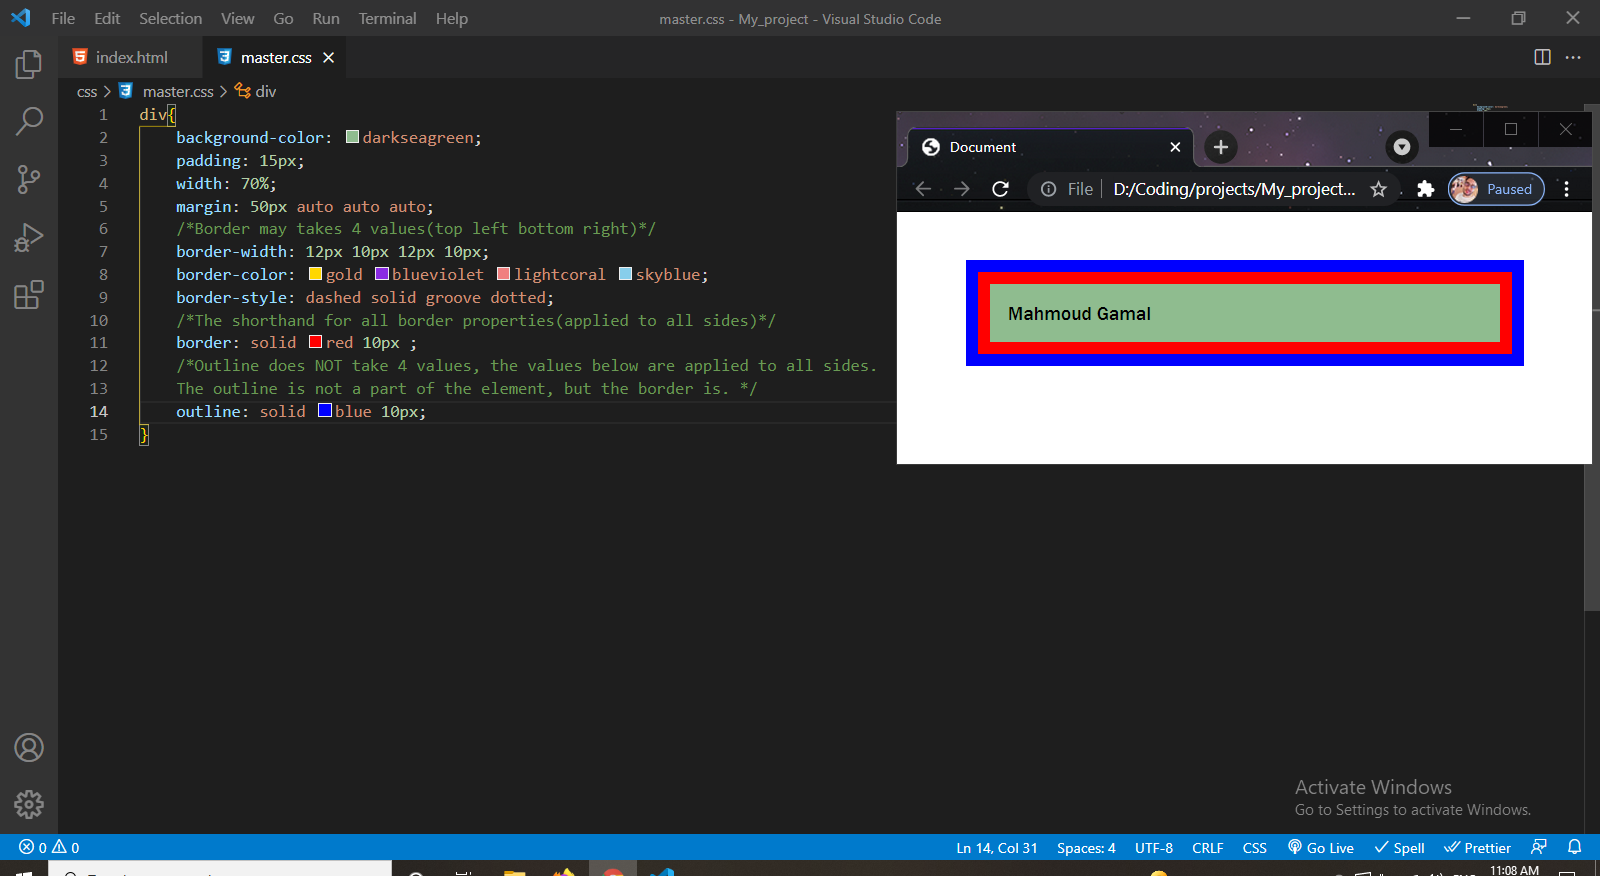 File Edit Selection View Go Run Terminal Help
master.css - My_project - Visual Studio Code
index.html
master.css
css > master.css > div
1 div{
2 background-color: darkseagreen;
3 padding: 15px;
4 width: 70%;
5 margin: 50px auto auto auto;
6 /*Border may takes 4 values(top left bottom right)*/
7 border-width: 12px 10px 12px 10px;
8 border-color: gold blueviolet lightcoral skyblue;
9 border-style: dashed solid groove dotted;
10 /*The shorthand for all border properties(applied to all sides)*/
11 border: solid red 10px ;
12 /*Outline does NOT take 4 values, the values below are applied to all sides.
13 The outline is not a part of the element, but the border is. */
14 outline: solid blue 10px;
15 }
Document
File D:/Coding/projects/My_project... Paused
Mahmoud Gamal
Activate Windows
Go to Settings to activate Windows.
0 0 Ln 14, Col 31 Spaces: 4 UTF-8 CRLF CSS Go Live Spell Prettier
11:08 AM